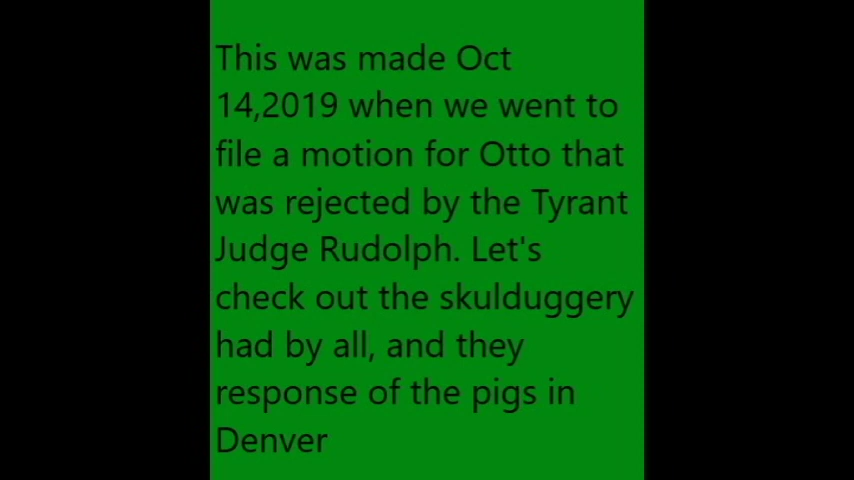 This was made Oct
14,2019 when we went to
file a motion for Otto that
was rejected by the Tyrant
Judge Rudolph. Let's
check out the skulduggery
had by all, and they
response of the pigs in
Denver